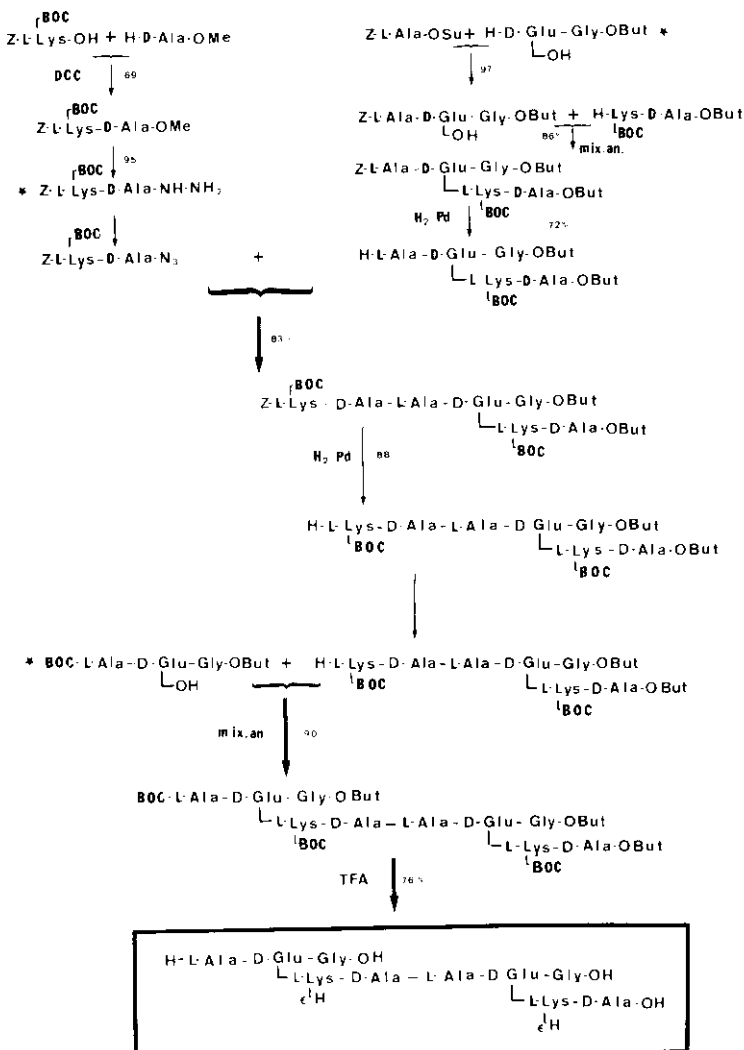 BOC
Z-L-Lys-OH + H-D-Ala-OMe
DCC 69
BOC
Z-L-Lys-D-Ala-OMe
95
BOC
* Z-L-Lys-D-Ala-NH-NH2
BOC
Z-L-Lys-D-Ala-N3 +
Z-L-Ala-OSu + H-D-Glu-Gly-OBut *
OH
97
Z-L-Ala-D-Glu-Gly-OBut + H-Lys-D-Ala-OBut
OH BOC
86% mix.an.
Z-L-Ala-D-Glu-Gly-OBut
L-Lys-D-Ala-OBut
BOC
H2 Pd 72%
H-L-Ala-D-Glu-Gly-OBut
L-Lys-D-Ala-OBut
BOC
83%
BOC
Z-L-Lys-D-Ala-L-Ala-D-Glu-Gly-OBut
L-Lys-D-Ala-OBut
BOC
H2 Pd 88
H-L-Lys-D-Ala-L-Ala-D-Glu-Gly-OBut
BOC L-Lys-D-Ala-OBut
BOC
* BOC-L-Ala-D-Glu-Gly-OBut + H-L-Lys-D-Ala-L-Ala-D-Glu-Gly-OBut
OH BOC L-Lys-D-Ala-OBut
BOC
mix.an 90
BOC-L-Ala-D-Glu-Gly-OBut
L-Lys-D-Ala-L-Ala-D-Glu-Gly-OBut
BOC L-Lys-D-Ala-OBut
BOC
TFA 76%
H-L-Ala-D-Glu-Gly-OH
L-Lys-D-Ala-L-Ala-D-Glu-Gly-OH
εH L-Lys-D-Ala-OH
εH